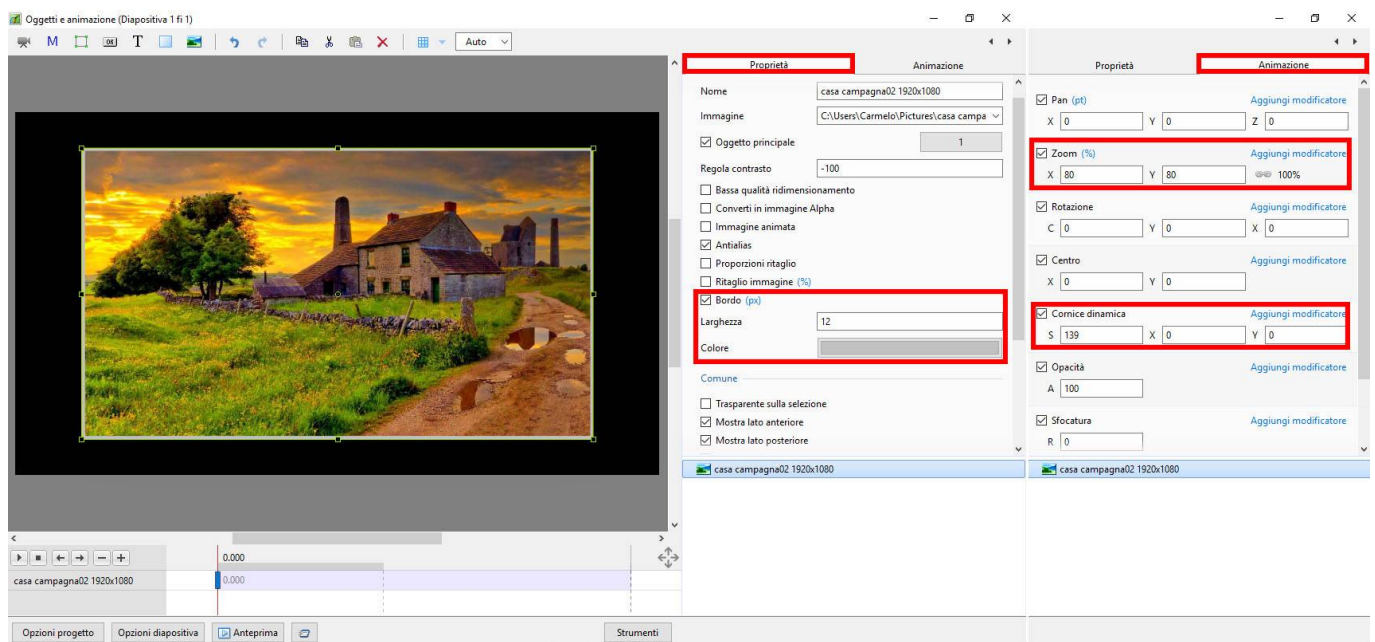 Oggetti e animazione (Diapositiva 1 fi 1)
M OK T Auto
Proprietà Animazione
Nome casa campagna02 1920x1080
Immagine C:\Users\Carmelo\Pictures\casa campa
Oggetto principale 1
Regola contrasto -100
Bassa qualità ridimensionamento
Converti in immagine Alpha
Immagine animata
Antialias
Proporzioni ritaglio
Ritaglio immagine (%)
Bordo (px)
Larghezza 12
Colore
Comune
Trasparente sulla selezione
Mostra lato anteriore
Mostra lato posteriore
casa campagna02 1920x1080
Proprietà Animazione
Pan (pt) Aggiungi modificatore
X 0 Y 0 Z 0
Zoom (%) Aggiungi modificatore
X 80 Y 80 100%
Rotazione Aggiungi modificatore
C 0 Y 0 X 0
Centro Aggiungi modificatore
X 0 Y 0
Cornice dinamica Aggiungi modificatore
S 139 X 0 Y 0
Opacità Aggiungi modificatore
A 100
Sfocatura Aggiungi modificatore
R 0
casa campagna02 1920x1080
0.000
casa campagna02 1920x1080 0.000
Opzioni progetto Opzioni diapositiva Anteprima Strumenti